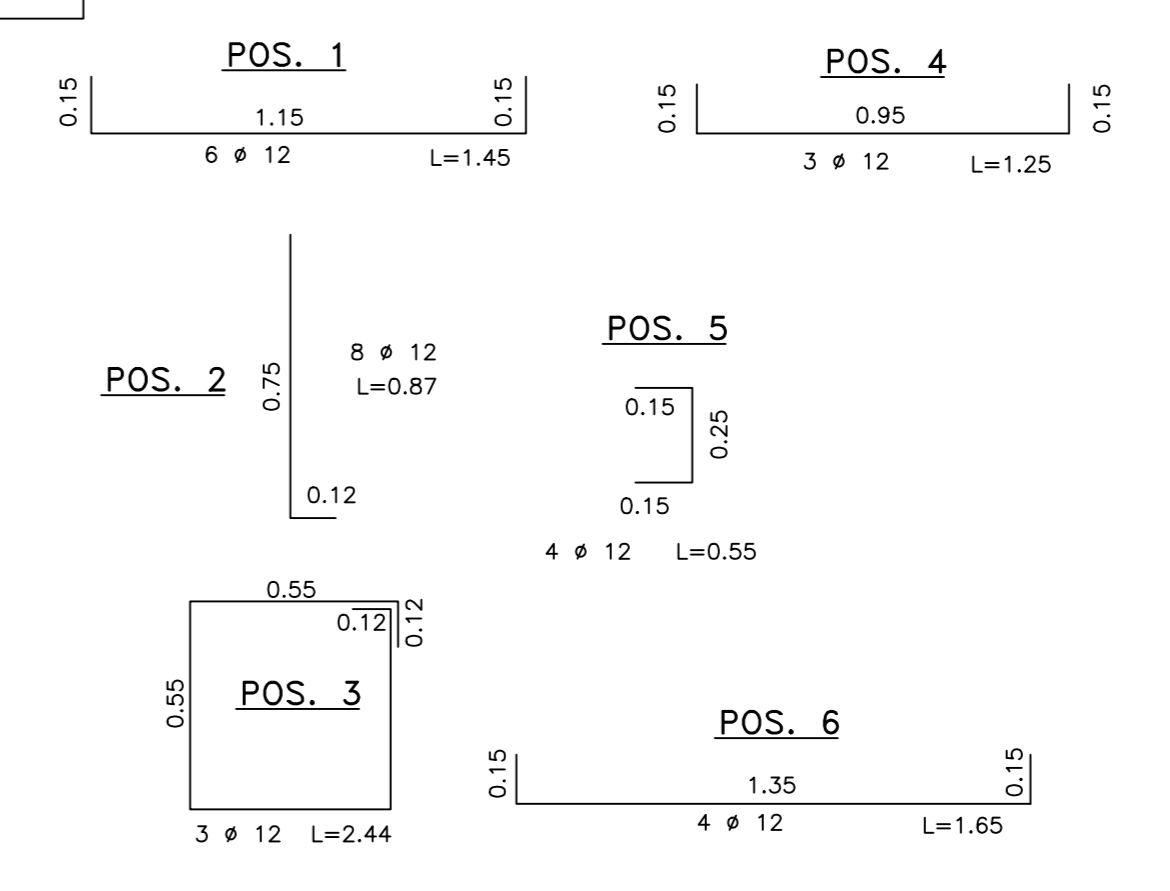 POS. 1
0.15
1.15
0.15
6 ø 12
L=1.45
POS. 4
0.15
0.95
0.15
3 ø 12
L=1.25
POS. 2
0.75
8 ø 12
L=0.87
0.12
POS. 5
0.15
0.25
0.15
4 ø 12
L=0.55
0.55
0.12
0.12
0.55
POS. 3
3 ø 12
L=2.44
POS. 6
0.15
1.35
0.15
4 ø 12
L=1.65